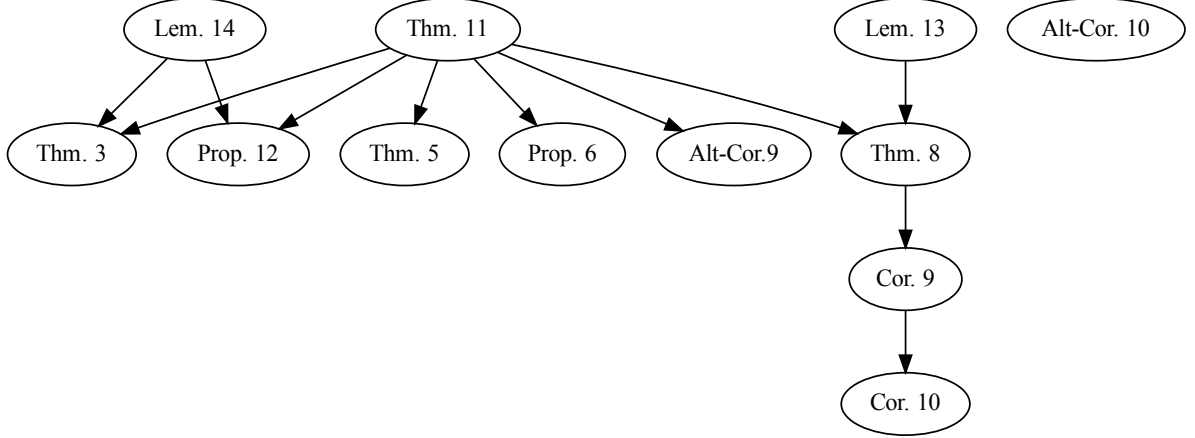 Lem. 14
Thm. 11
Lem. 13
Alt-Cor. 10
Thm. 3
Prop. 12
Thm. 5
Prop. 6
Alt-Cor.9
Thm. 8
Cor. 9
Cor. 10